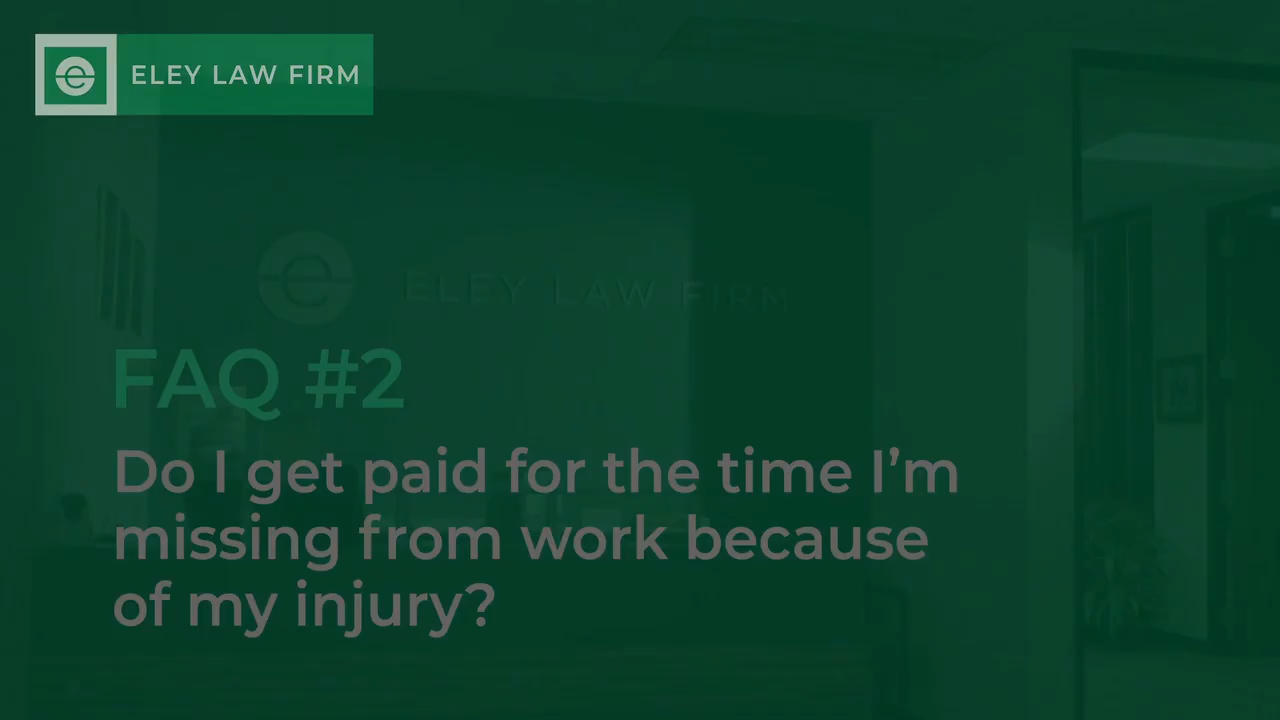 ELEY LAW FIRM
ELEY LAW FIRM
FAQ #2
Do I get paid for the time I’m
missing from work because
of my injury?